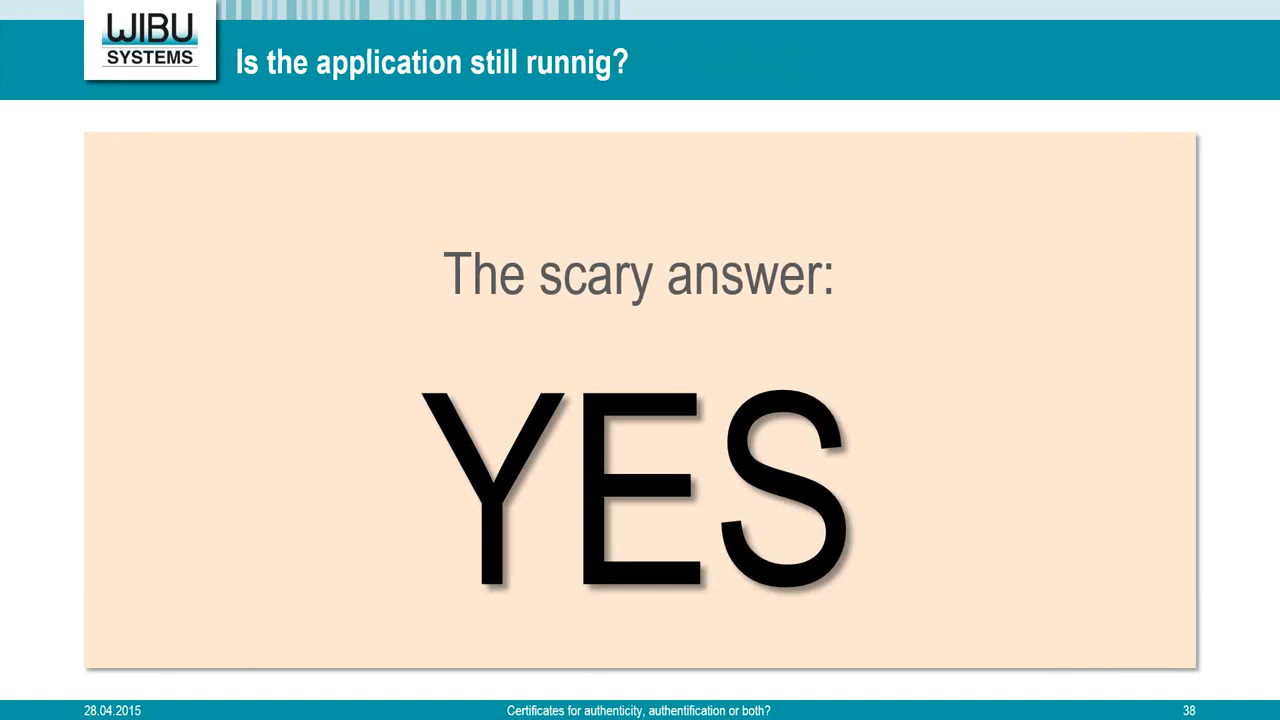 WIBU
SYSTEMS
Is the application still runnig?
The scary answer:
YES
28.04.2015
Certificates for authenticity, authentification or both?
38